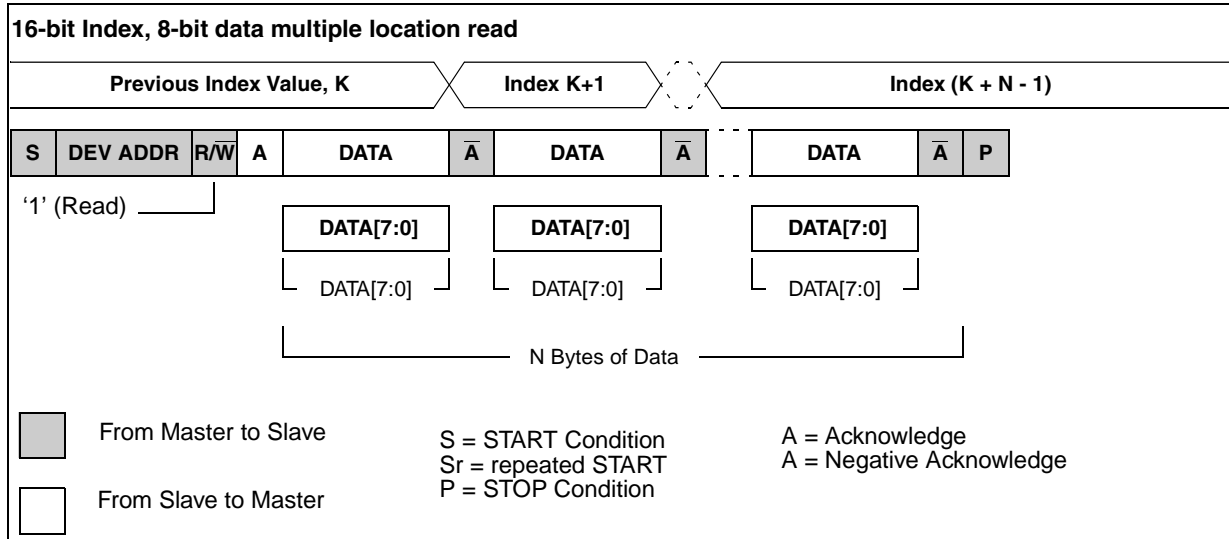 16-bit Index, 8-bit data multiple location read
Previous Index Value, K Index K+1 Index (K + N - 1)
S DEV ADDR R/W̅ A DATA A̅ DATA A̅ DATA A̅ P
‘1’ (Read)
DATA[7:0] DATA[7:0] DATA[7:0]
DATA[7:0] DATA[7:0] DATA[7:0]
N Bytes of Data
From Master to Slave
From Slave to Master
S = START Condition
Sr = repeated START
P = STOP Condition
A = Acknowledge
A = Negative Acknowledge